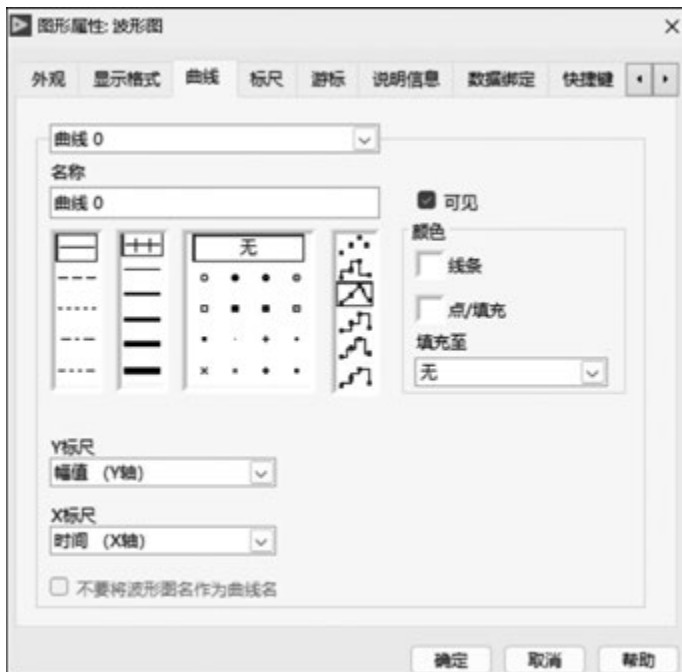 图形属性: 波形图
外观 显示格式 曲线 标尺 游标 说明信息 数据绑定 快捷键
曲线 0
名称
曲线 0
可见
无
颜色
线条
点/填充
填充至
无
Y标尺
幅值 (Y轴)
X标尺
时间 (X轴)
不要将波形图名作为曲线名
确定 取消 帮助